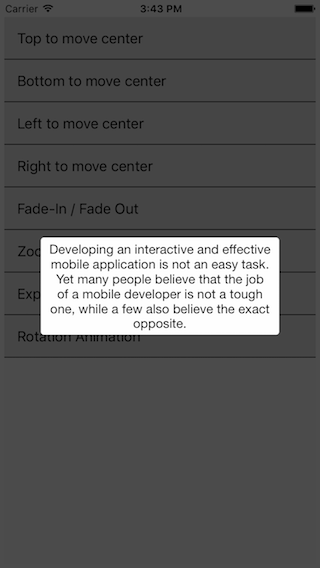 Carrier 3:43 PM
Top to move center
Bottom to move center
Left to move center
Right to move center
Fade-In / Fade Out
Zoo
Developing an interactive and effective
mobile application is not an easy task.
Yet many people believe that the job
of a mobile developer is not a tough
one, while a few also believe the exact
opposite.
Exp
Rotation Animation